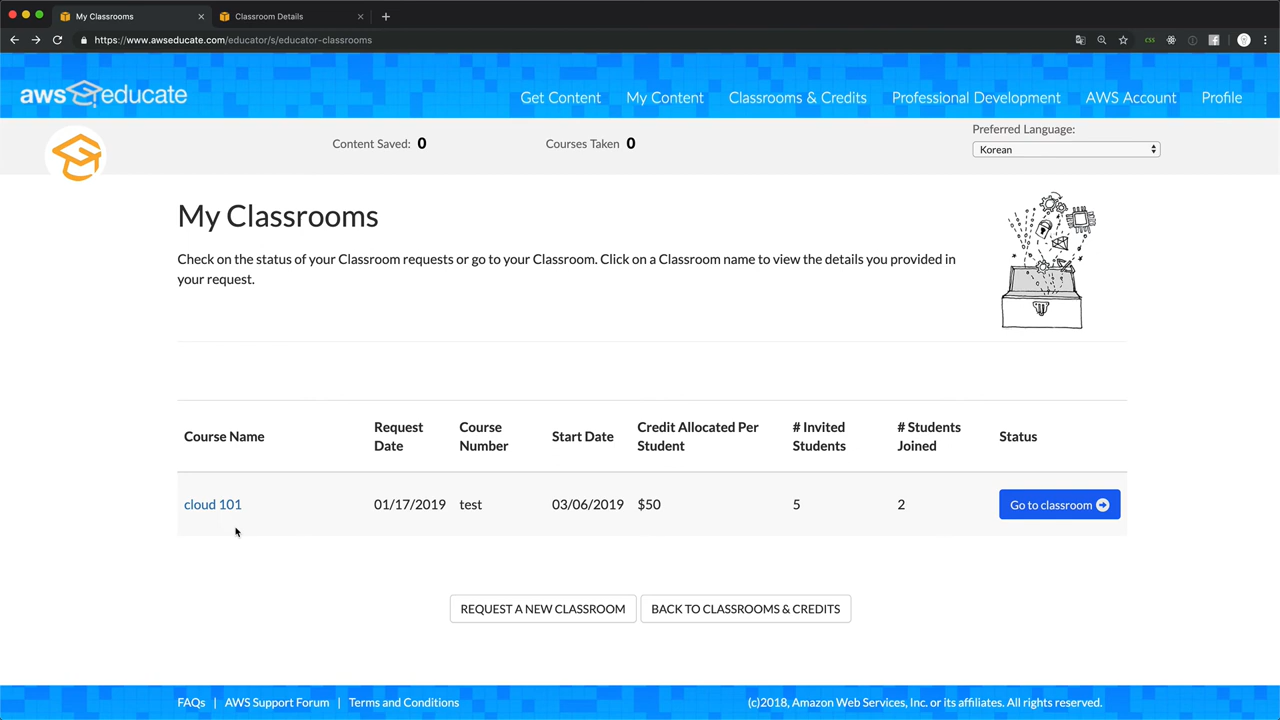 My Classrooms
Classroom Details
https://www.awseducate.com/educator/s/educator-classrooms
css
aws educate
Get Content
My Content
Classrooms & Credits
Professional Development
AWS Account
Profile
Content Saved: 0
Courses Taken 0
Preferred Language:
Korean
My Classrooms
Check on the status of your Classroom requests or go to your Classroom. Click on a Classroom name to view the details you provided in
your request.
Course Name
Request
Date
Course
Number
Start Date
Credit Allocated Per
Student
# Invited
Students
# Students
Joined
Status
cloud 101
01/17/2019
test
03/06/2019
$50
5
2
Go to classroom
REQUEST A NEW CLASSROOM
BACK TO CLASSROOMS & CREDITS
FAQs | AWS Support Forum | Terms and Conditions
(c)2018, Amazon Web Services, Inc. or its affiliates. All rights reserved.